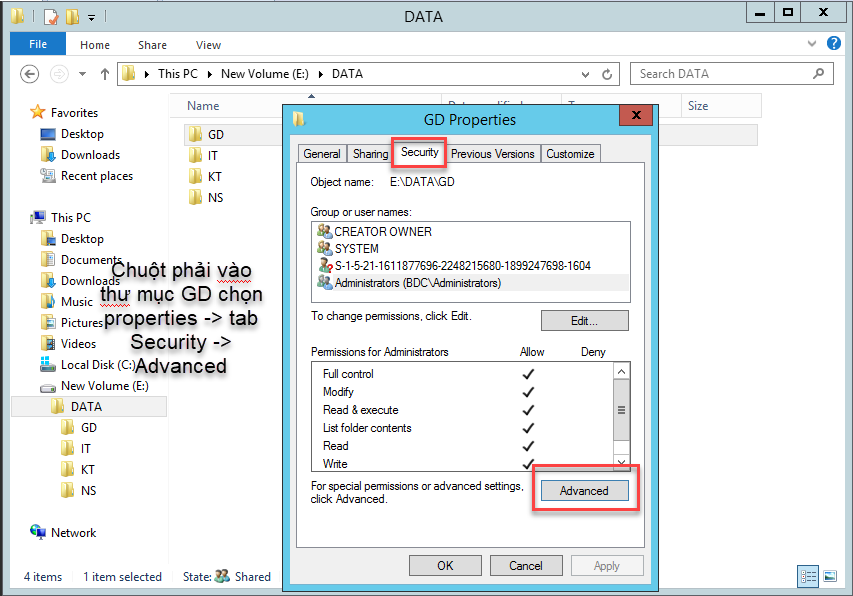 DATA
File
Home
Share
View
This PC
New Volume (E:)
DATA
Search DATA
Favorites
Desktop
Downloads
Recent places
This PC
Desktop
Documents
Downloads
Music
Pictures
Videos
Local Disk (C:)
New Volume (E:)
DATA
GD
IT
KT
NS
Network
Chuột phải vào
thư mục GD chọn
properties -> tab
Security ->
Advanced
Name
Size
GD
IT
KT
NS
GD Properties
General
Sharing
Security
Previous Versions
Customize
Object name: E:\DATA\GD
Group or user names:
CREATOR OWNER
SYSTEM
S-1-5-21-1611877696-2248215680-1899247698-1604
Administrators (BDC\Administrators)
To change permissions, click Edit.
Edit...
Permissions for Administrators
Allow
Deny
Full control
Modify
Read & execute
List folder contents
Read
Write
For special permissions or advanced settings,
click Advanced.
Advanced
OK
Cancel
Apply
4 items
1 item selected
State:
Shared